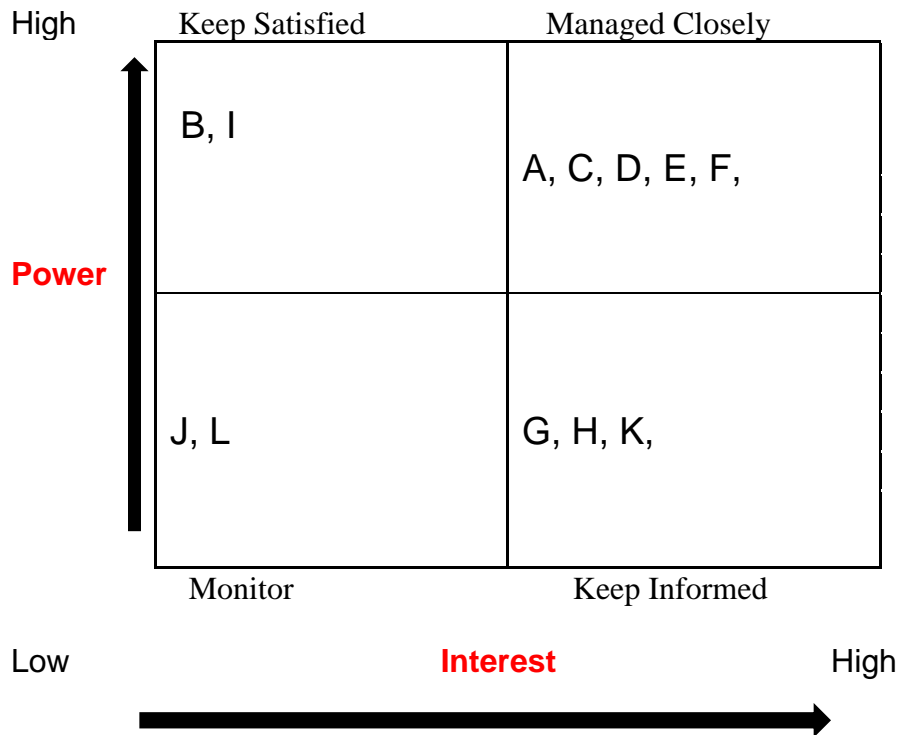 High Keep Satisfied Managed Closely
B, I
A, C, D, E, F,
Power
J, L G, H, K,
Monitor Keep Informed
Low Interest High